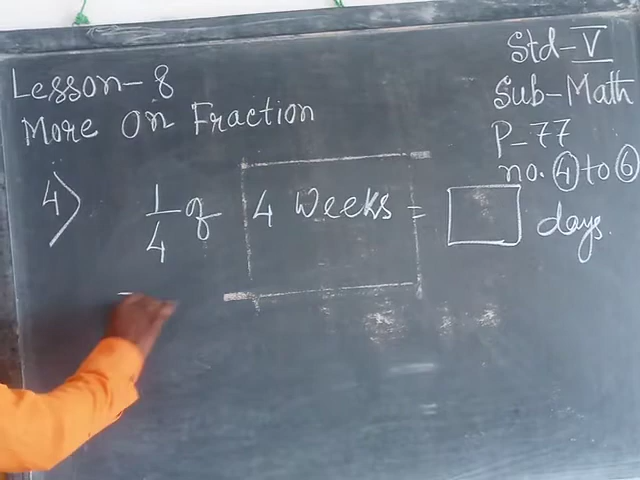 Lesson-8
More On Fraction
Std-V
Sub-Math
P-77
no. 4 to 6
4) 1/4 of 4 Weeks = days.